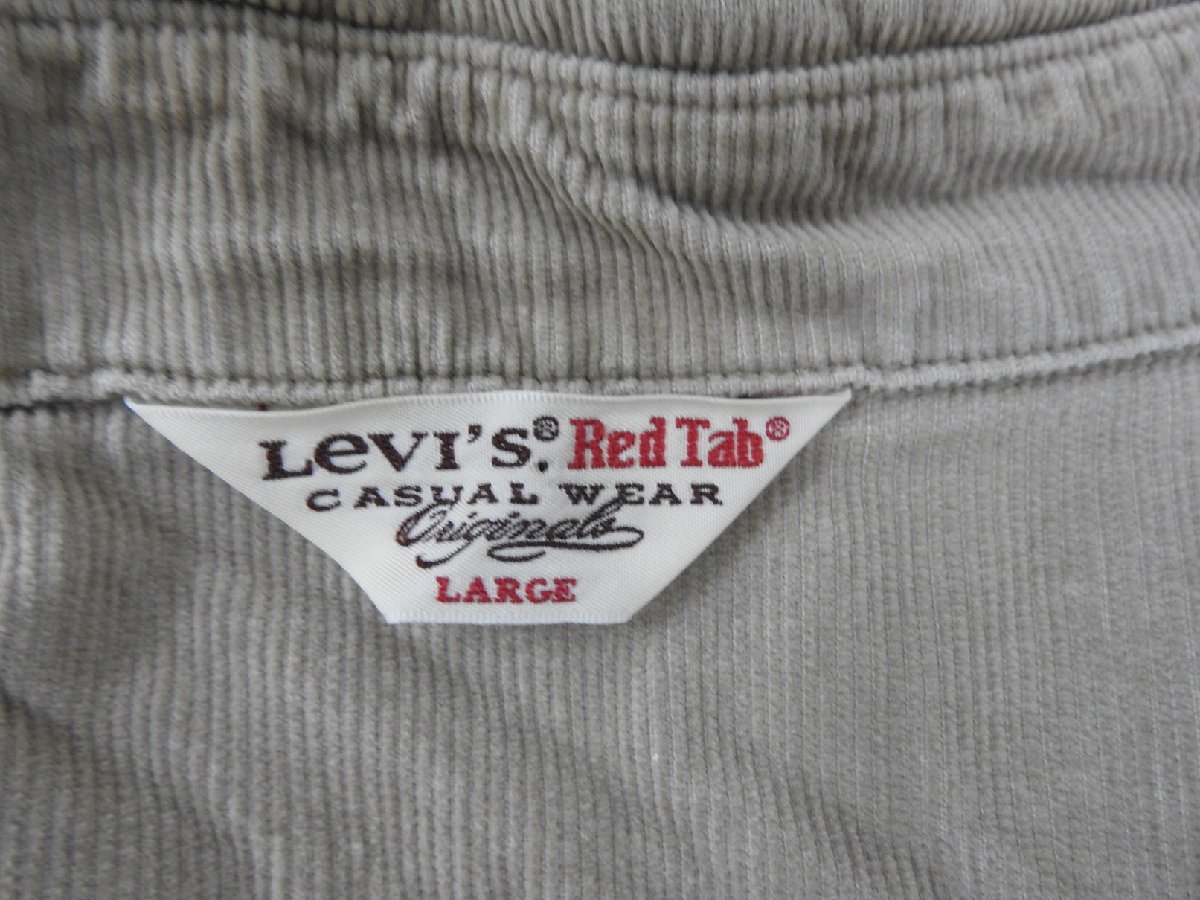 LEVI'S®. Red Tab®
CASUAL WEAR
Originals
LARGE